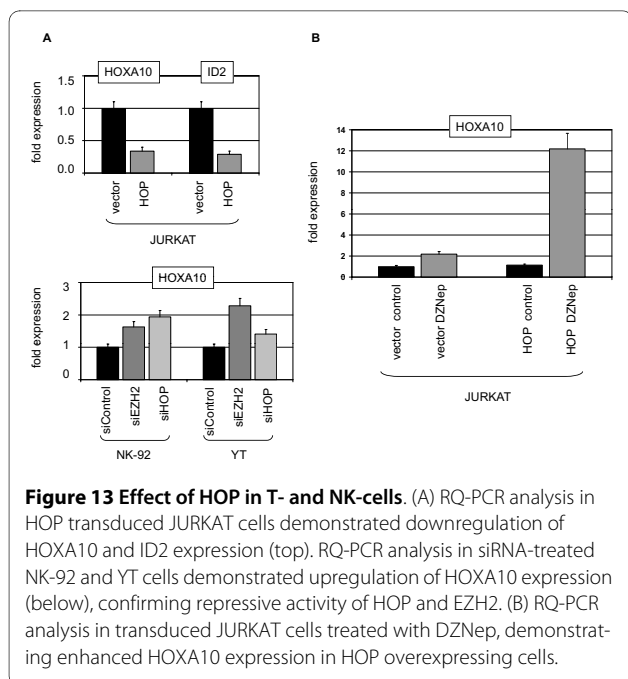 A
HOXA10 ID2
fold expression
1.5
1.0
0.5
0.0
vector HOP vector HOP
JURKAT
HOXA10
fold expression
3
2
1
0
siControl siEZH2 siHOP siControl siEZH2 siHOP
NK-92 YT
B
HOXA10
fold expression
14
12
10
8
6
4
2
0
vector control vector DZNep HOP control HOP DZNep
JURKAT
Figure 13 Effect of HOP in T- and NK-cells. (A) RQ-PCR analysis in
HOP transduced JURKAT cells demonstrated downregulation of
HOXA10 and ID2 expression (top). RQ-PCR analysis in siRNA-treated
NK-92 and YT cells demonstrated upregulation of HOXA10 expression
(below), confirming repressive activity of HOP and EZH2. (B) RQ-PCR
analysis in transduced JURKAT cells treated with DZNep, demonstrat-
ing enhanced HOXA10 expression in HOP overexpressing cells.